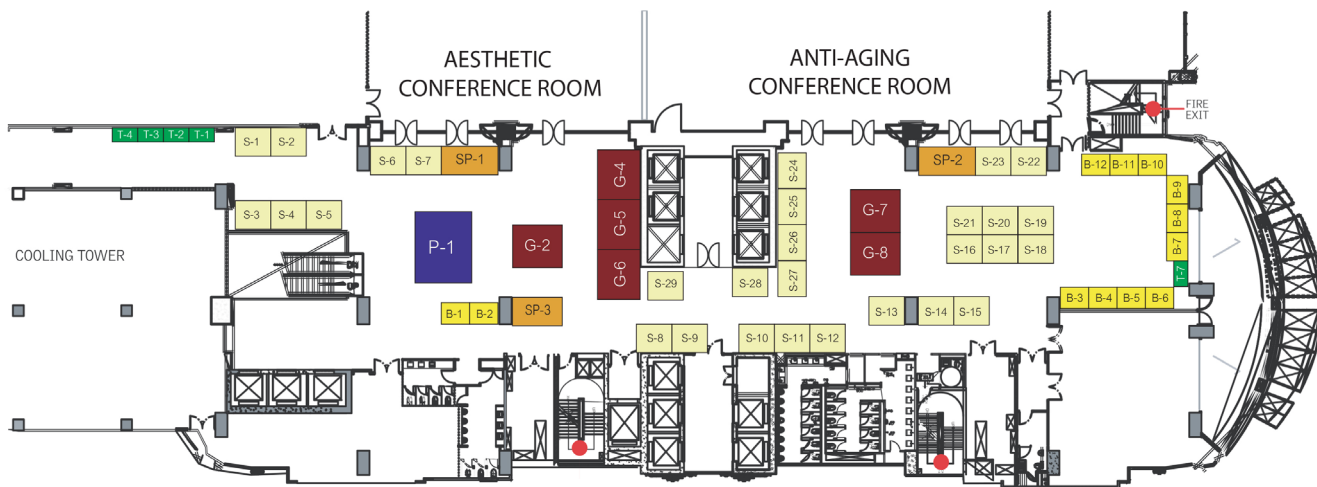 AESTHETIC
CONFERENCE ROOM
ANTI-AGING
CONFERENCE ROOM
FIRE
EXIT
T-4 T-3 T-2 T-1
S-1 S-2
S-6 S-7 SP-1
G-4
G-5
G-6
S-24
S-25
S-26
S-27
SP-2 S-23 S-22
B-12 B-11 B-10
B-9
B-8
B-7
T-7
S-3 S-4 S-5
P-1
G-2
G-7
G-8
S-21 S-20 S-19
S-16 S-17 S-18
COOLING TOWER
S-29
S-28
B-1 B-2
SP-3
S-13 S-14 S-15
B-3 B-4 B-5 B-6
S-8 S-9
S-10 S-11 S-12